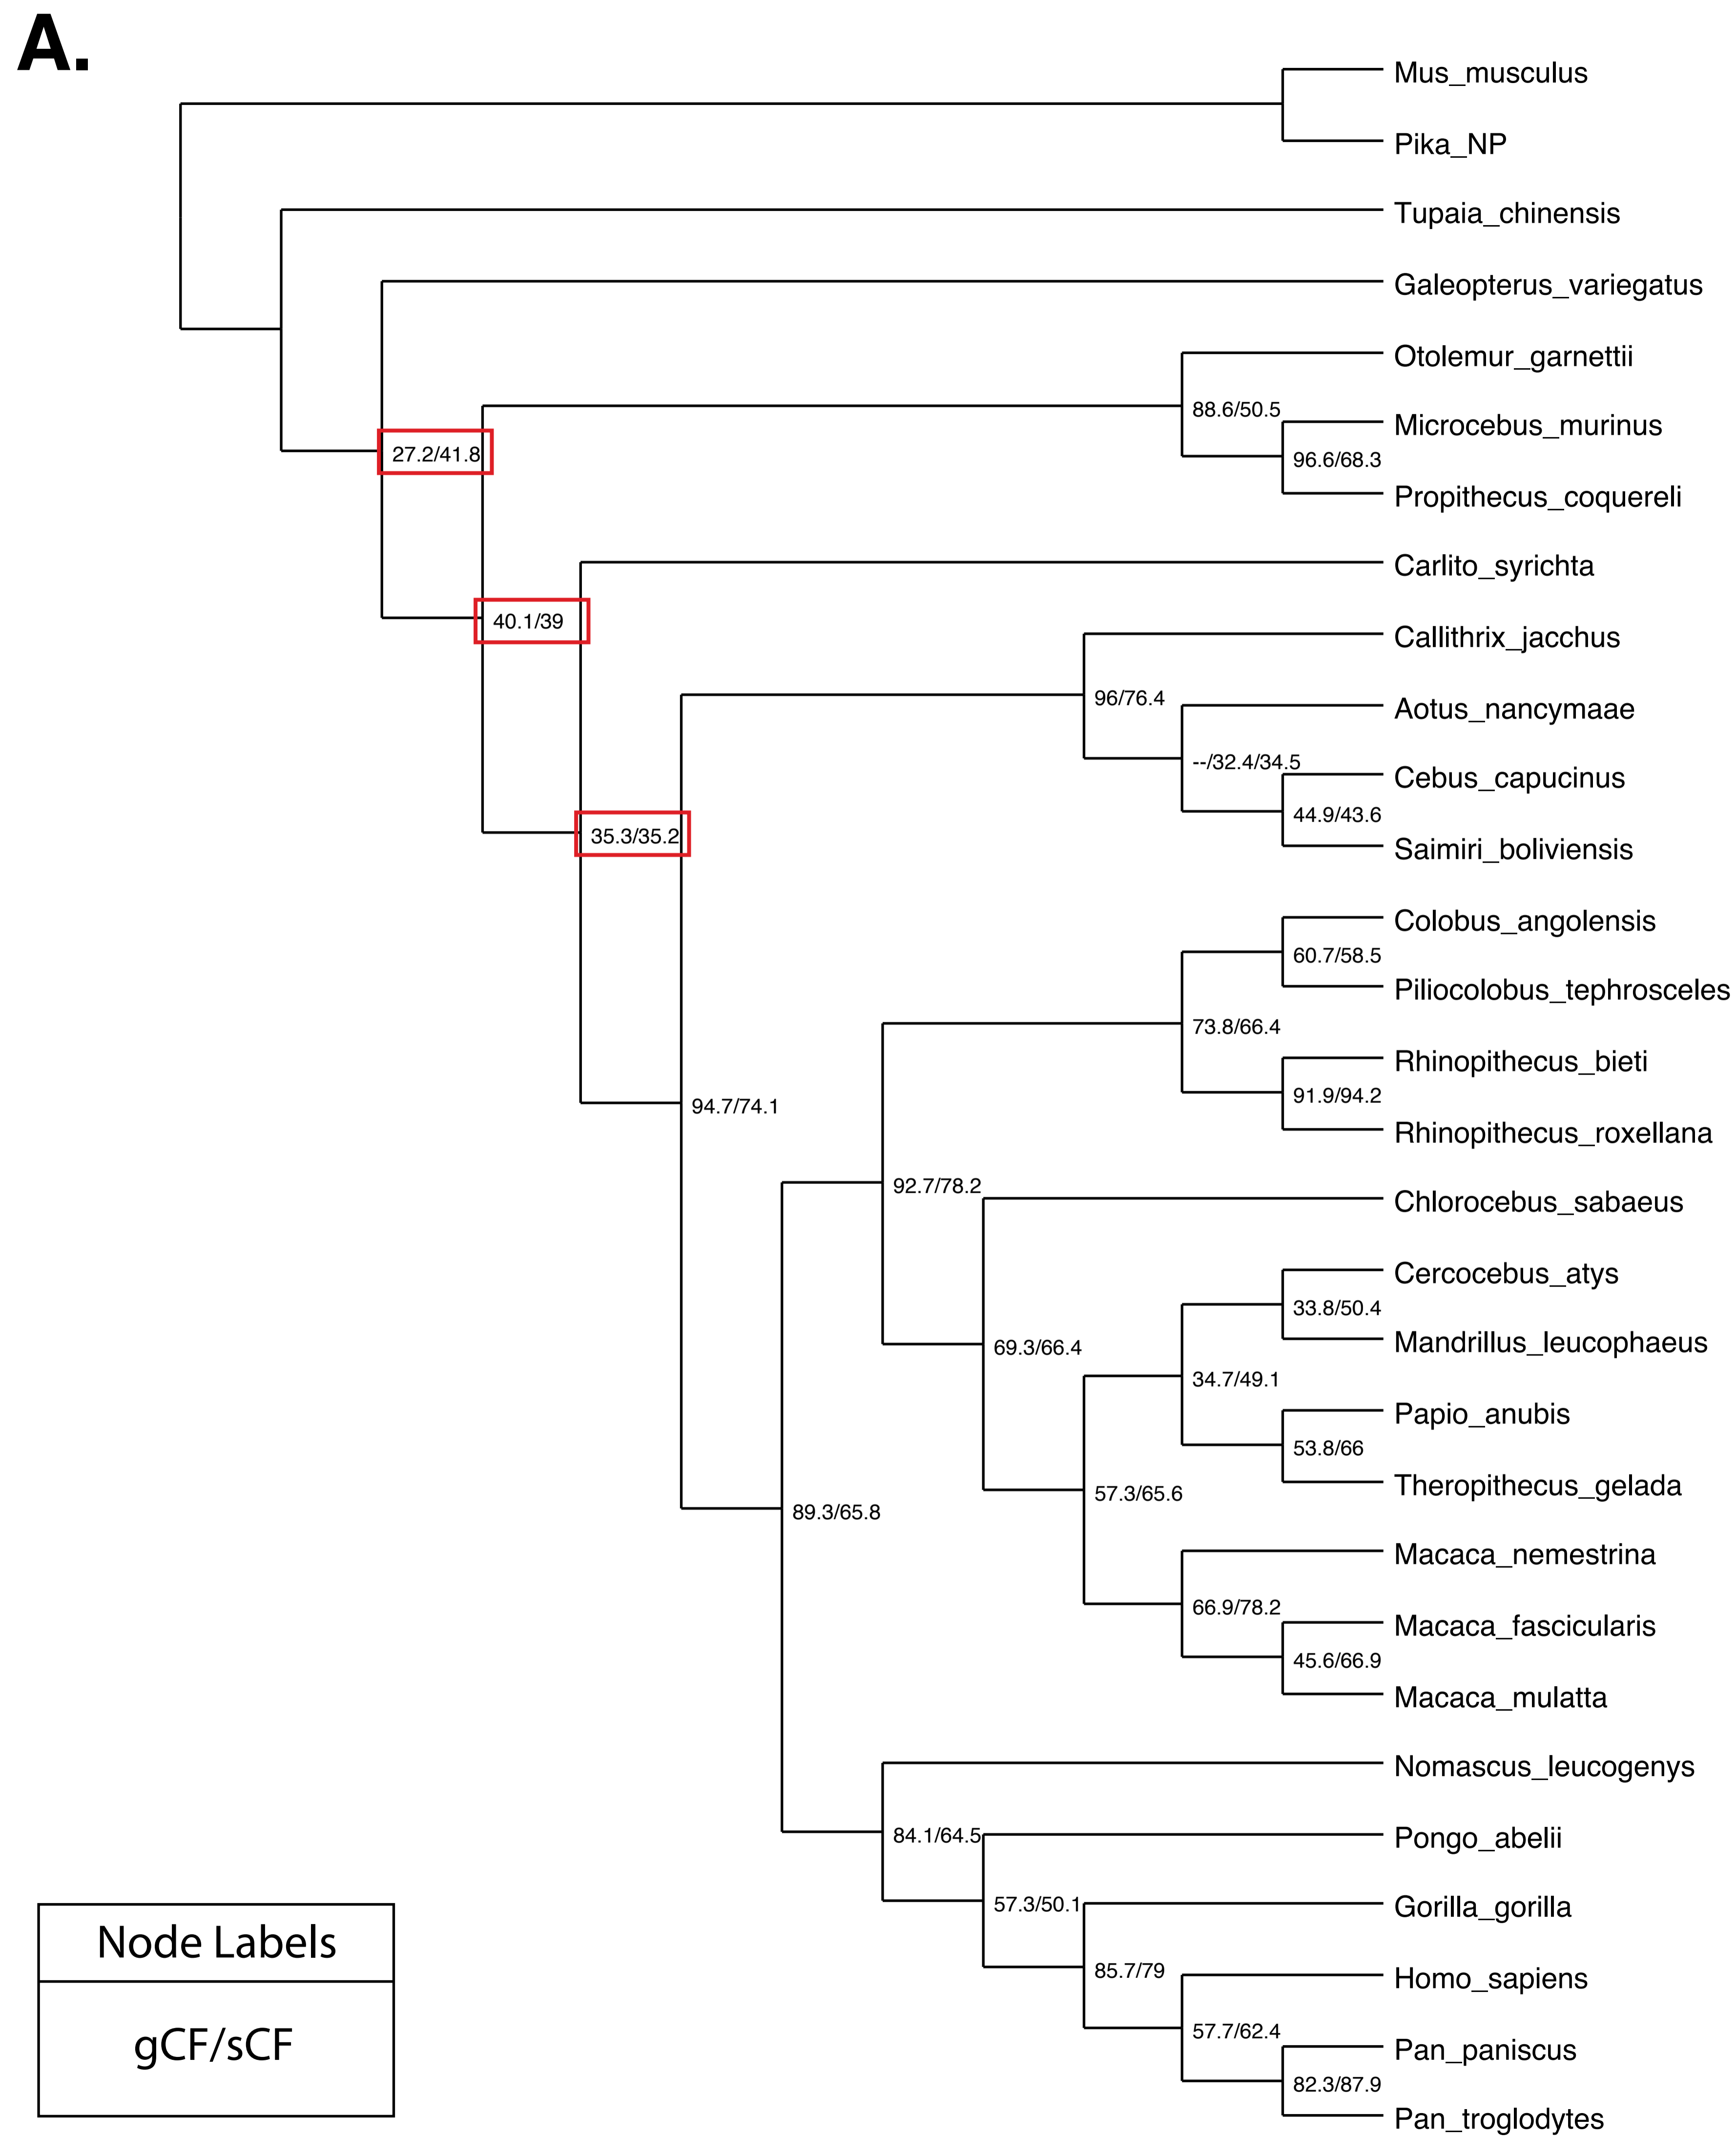 A.
Mus_musculus
Pika_NP
Tupaia_chinensis
Galeopterus_variegatus
Otolemur_garnettii
88.6/50.5
Microcebus_murinus
27.2/41.8
96.6/68.3
Propithecus_coquereli
Carlito_syrichta
40.1/39
Callithrix_jacchus
96/76.4
Aotus_nancymaae
--/32.4/34.5
Cebus_capucinus
44.9/43.6
35.3/35.2
Saimiri_boliviensis
Colobus_angolensis
60.7/58.5
Piliocolobus_tephrosceles
73.8/66.4
Rhinopithecus_bieti
91.9/94.2
94.7/74.1
Rhinopithecus_roxellana
92.7/78.2
Chlorocebus_sabaeus
Cercocebus_atys
33.8/50.4
Mandrillus_leucophaeus
69.3/66.4
34.7/49.1
Papio_anubis
53.8/66
Theropithecus_gelada
57.3/65.6
89.3/65.8
Macaca_nemestrina
66.9/78.2
Macaca_fascicularis
45.6/66.9
Macaca_mulatta
Nomascus_leucogenys
84.1/64.5
Pongo_abelii
57.3/50.1
Gorilla_gorilla
85.7/79
Homo_sapiens
57.7/62.4
Pan_paniscus
82.3/87.9
Pan_troglodytes
Node Labels
gCF/sCF